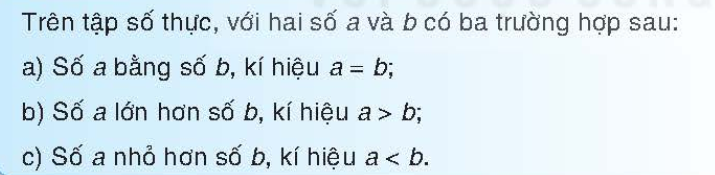 Trên tập số thực, với hai số a và b có ba trường hợp sau:
a) Số a bằng số b, kí hiệu a = b;
b) Số a lớn hơn số b, kí hiệu a > b;
c) Số a nhỏ hơn số b, kí hiệu a < b.